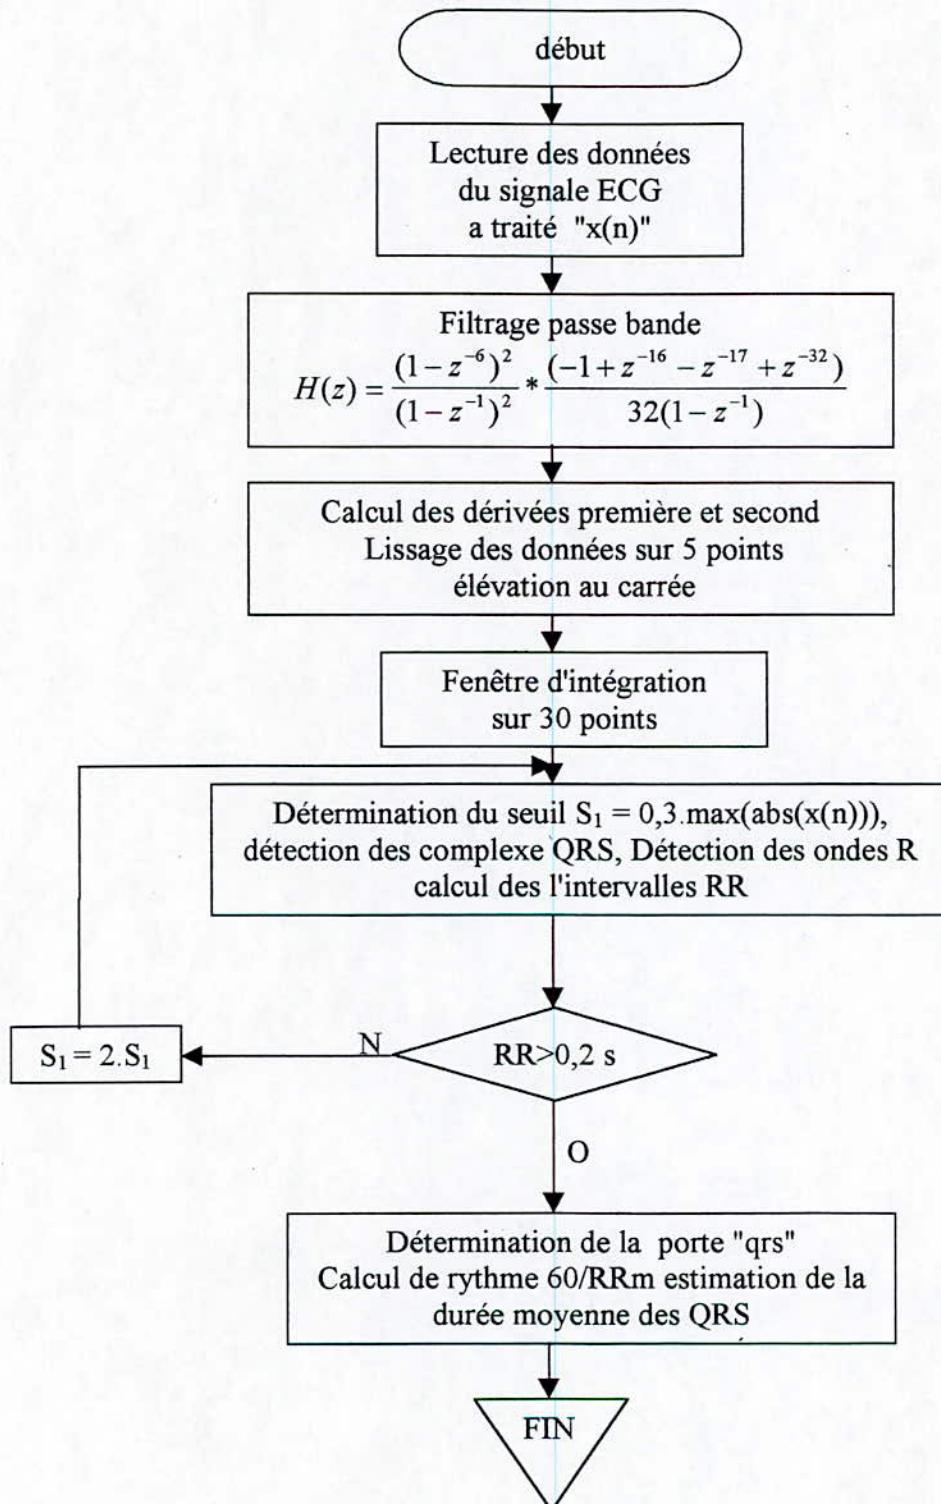 début
Lecture des données
du signale ECG
a traité "x(n)"
Filtrage passe bande
H(z) = (1 - z⁻⁶)² / (1 - z⁻¹)² * (-1 + z⁻¹⁶ - z⁻¹⁷ + z⁻³²) / 32(1 - z⁻¹)
Calcul des dérivées première et second
Lissage des données sur 5 points
élévation au carrée
Fenêtre d'intégration
sur 30 points
Détermination du seuil S₁ = 0,3.max(abs(x(n))),
détection des complexe QRS, Détection des ondes R
calcul des l'intervalles RR
S₁ = 2.S₁
N
RR>0,2 s
O
Détermination de la porte "qrs"
Calcul de rythme 60/RRm estimation de la
durée moyenne des QRS
FIN